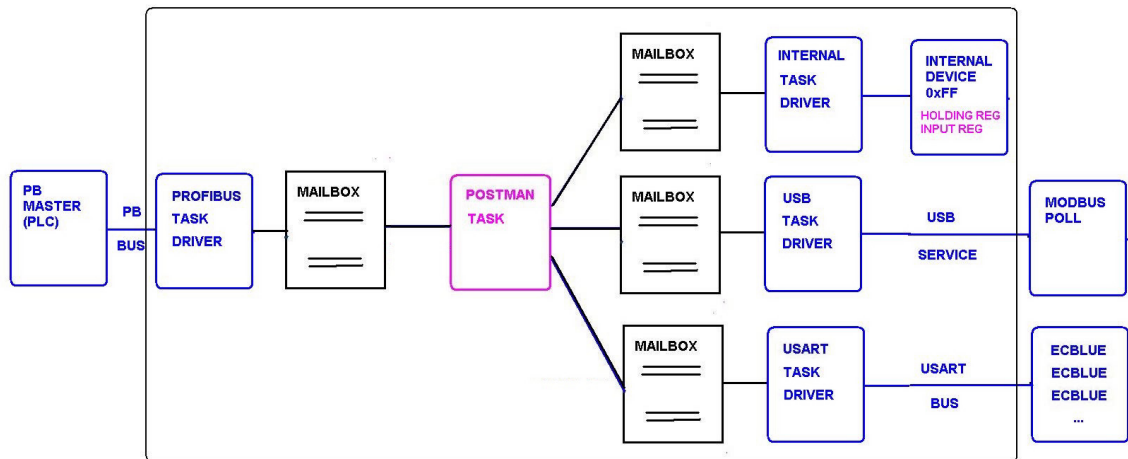 PB
MASTER
(PLC)
PB
BUS
PROFIBUS
TASK
DRIVER
MAILBOX
POSTMAN
TASK
MAILBOX
INTERNAL
TASK
DRIVER
INTERNAL
DEVICE
0xFF
HOLDING REG
INPUT REG
MAILBOX
USB
TASK
DRIVER
USB
SERVICE
MODBUS
POLL
MAILBOX
USART
TASK
DRIVER
USART
BUS
ECBLUE
ECBLUE
ECBLUE
...